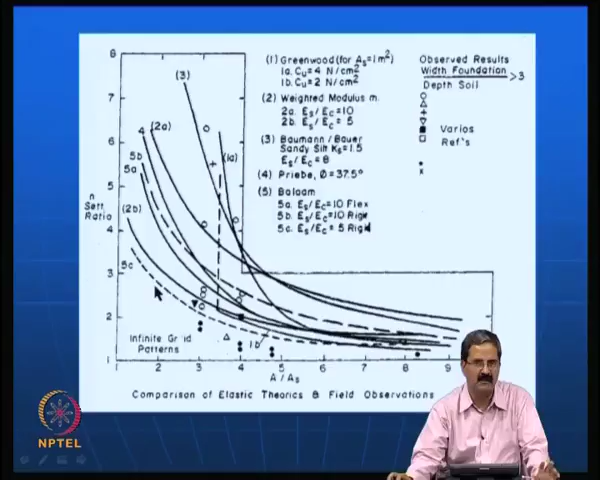 8
7
6
5
4
3
2
1
n
Sett.
Ratio
2 3 4 5 6 7 8 9
A / As
(3)
(2a)
4
5b
5a
(2b)
5c
(1a)
1b
Infinite Grid
Patterns
(1) Greenwood (for As=1m²)
1a. Cu=4 N/cm²
1b. Cu=2 N/cm²
(2) Weighted Modulus m.
2a. Es/Ec=10
2b. Es/Ec= 5
(3) Baumann/Bauer
Sandy Silt Ks=1.5
Es/Ec=8
(4) Priebe, Ø=37.5°
(5) Balaam
5a. Es/Ec=10 Flex
5b. Es/Ec=10 Rigid
5c. Es/Ec= 5 Rigid
Observed Results
Width Foundation >3
Depth Soil
Varios
Ref's
Comparison of Elastic Theories & Field Observations
NPTEL